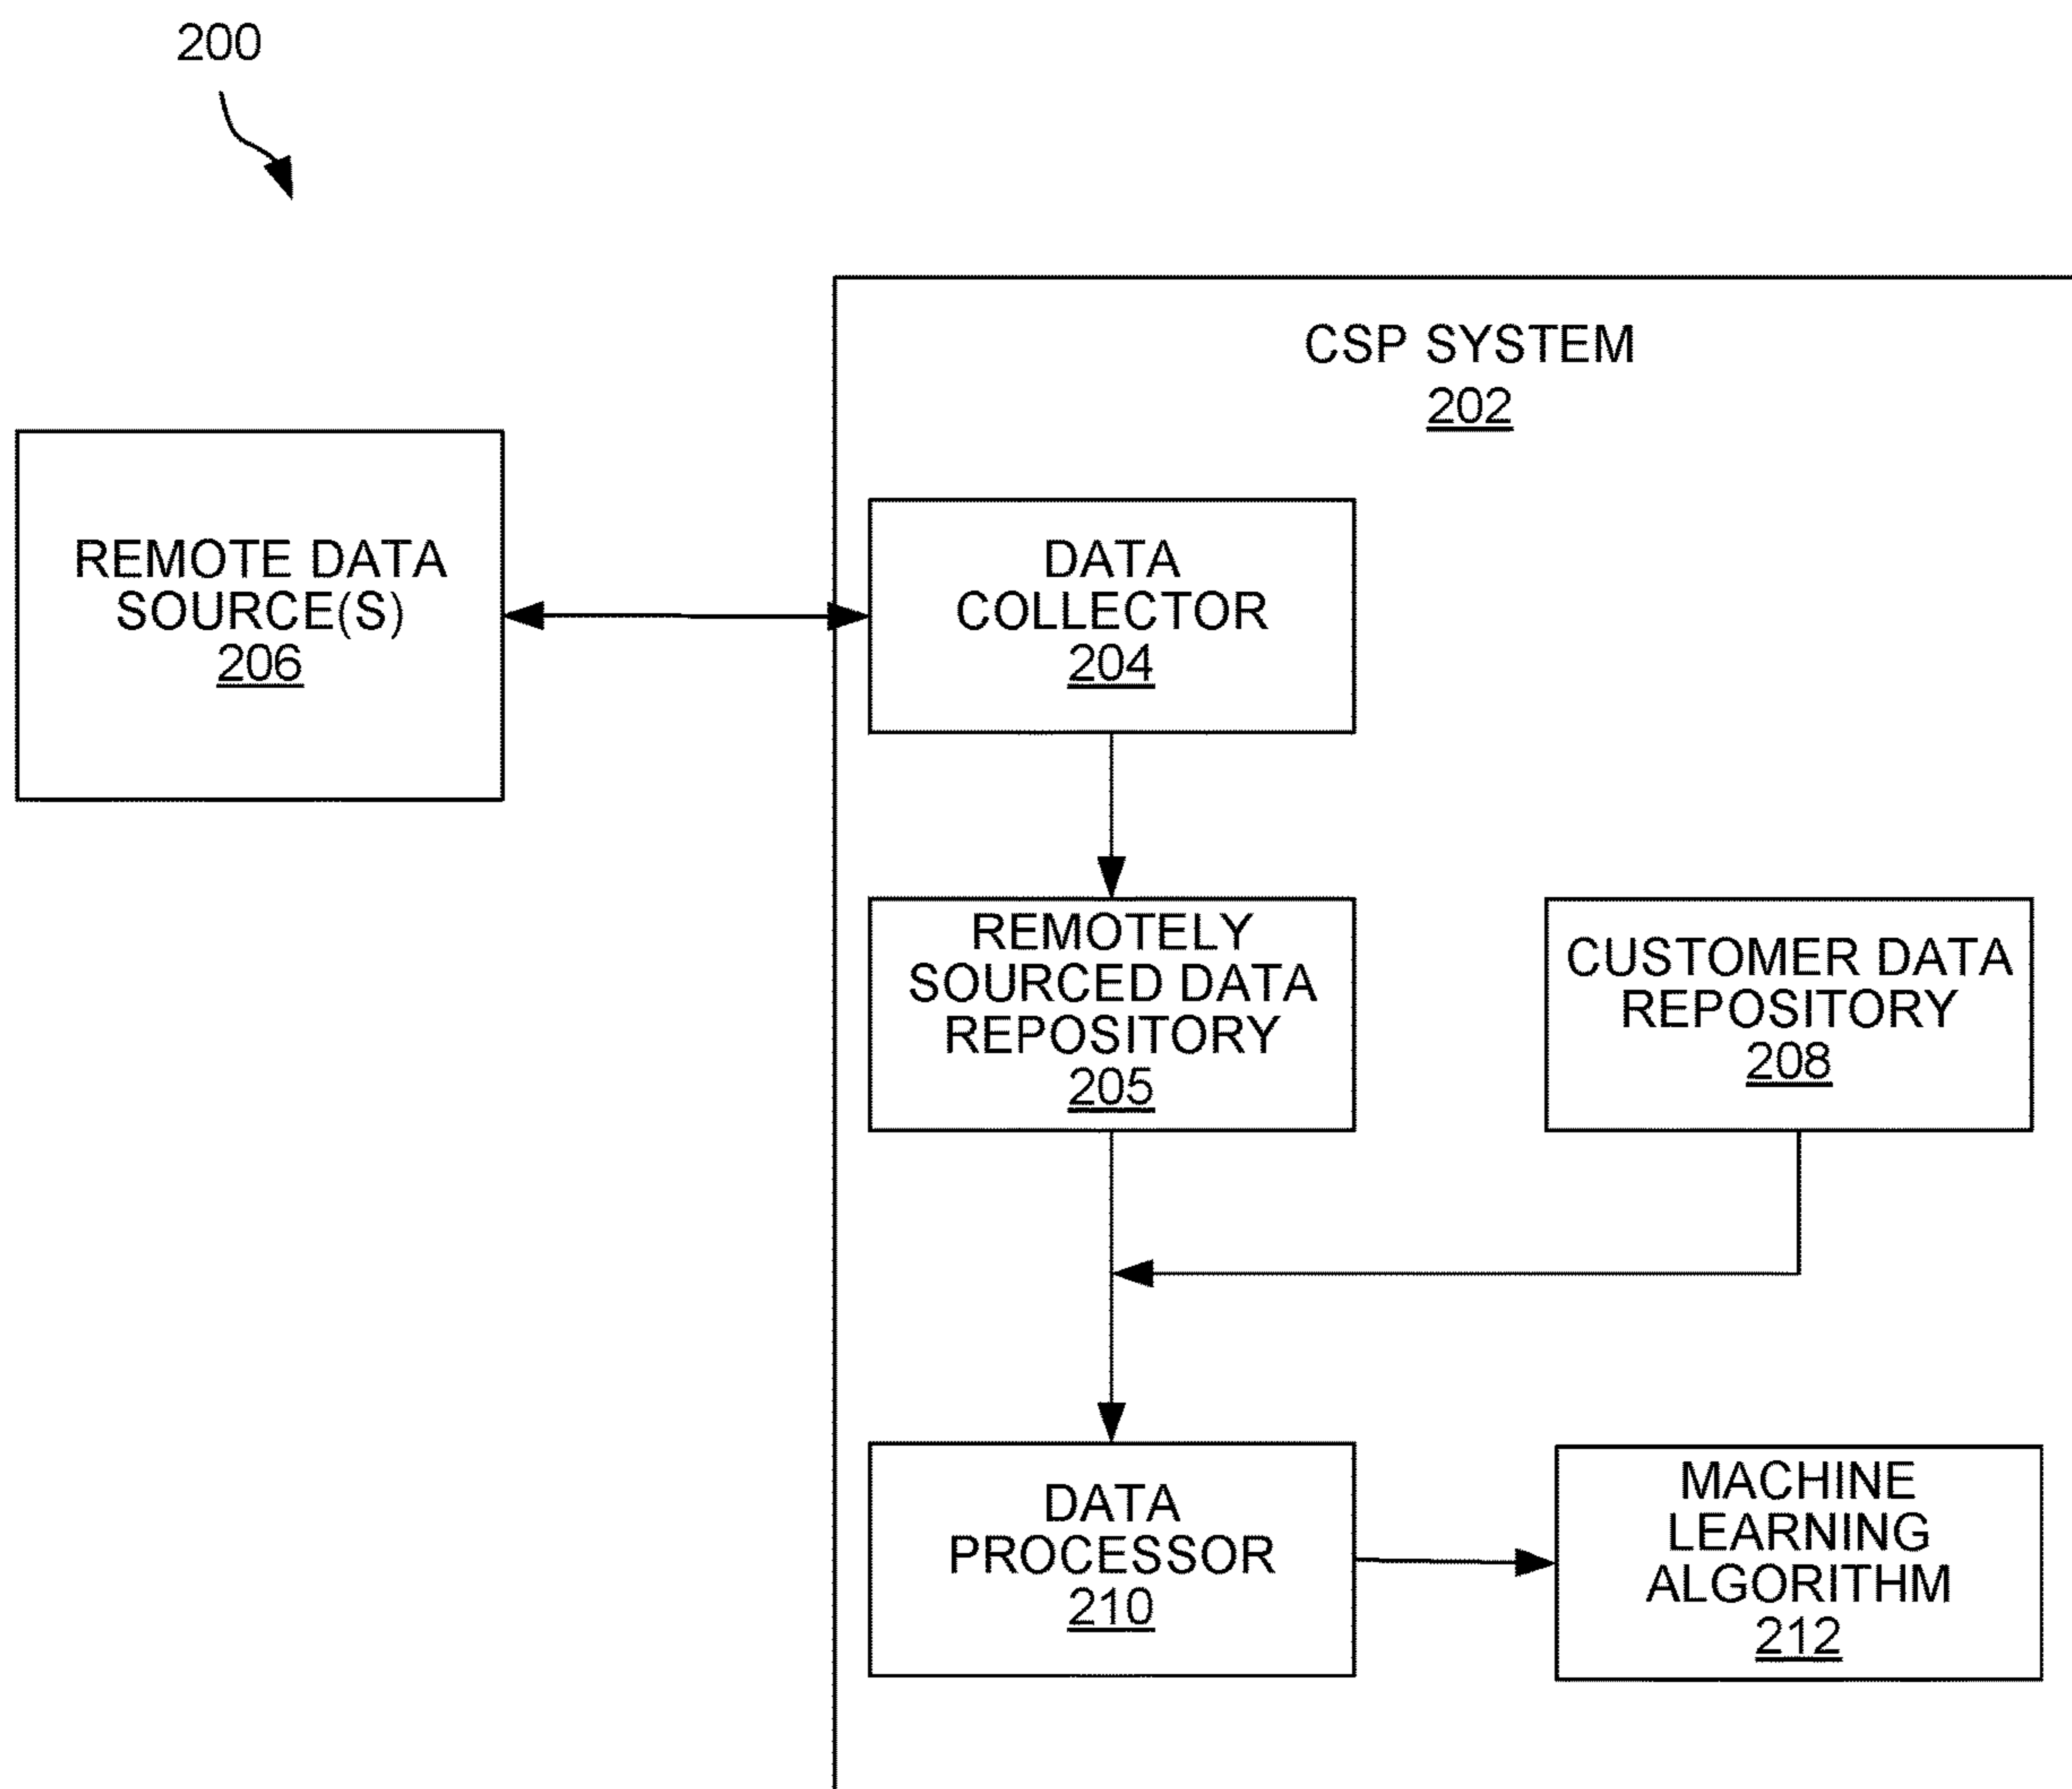 200
CSP SYSTEM
202
REMOTE DATA
SOURCE(S)
206
DATA
COLLECTOR
204
REMOTELY
SOURCED DATA
REPOSITORY
205
CUSTOMER DATA
REPOSITORY
208
DATA
PROCESSOR
210
MACHINE
LEARNING
ALGORITHM
212